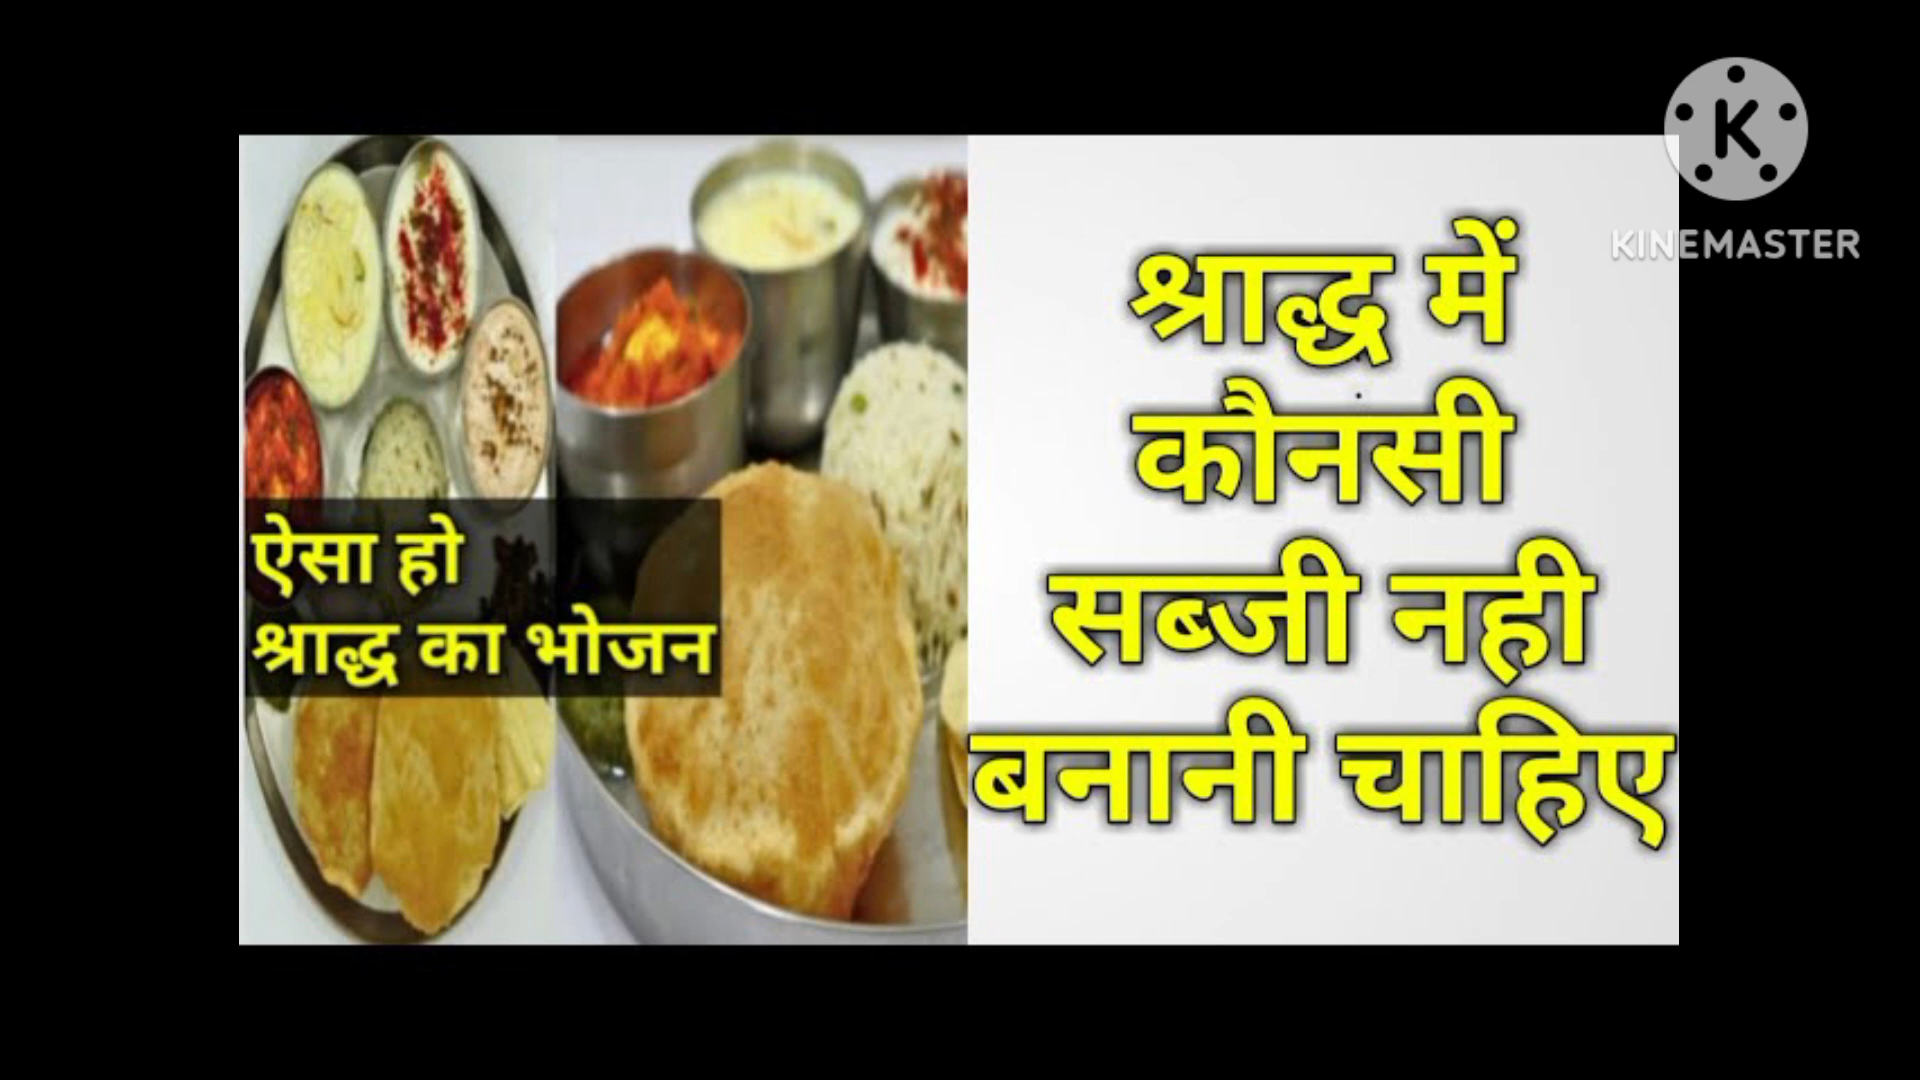 ऐसा हो
श्राद्ध का भोजन
श्राद्ध में
कौनसी
सब्जी नही
बनानी चाहिए
K
KINEMASTER